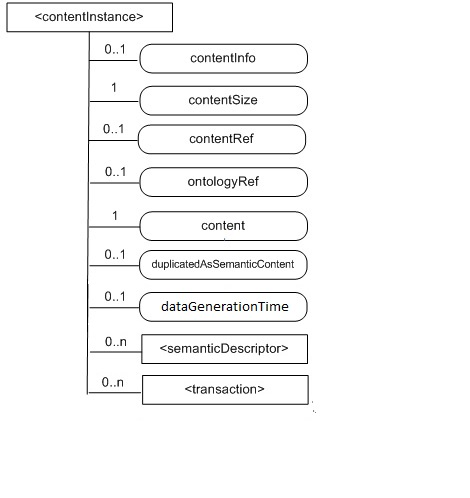 <contentInstance>
0..1
contentInfo
1
contentSize
0..1
contentRef
0..1
ontologyRef
1
content
0..1
duplicatedAsSemanticContent
0..1
dataGenerationTime
0..n
<semanticDescriptor>
0..n
<transaction>